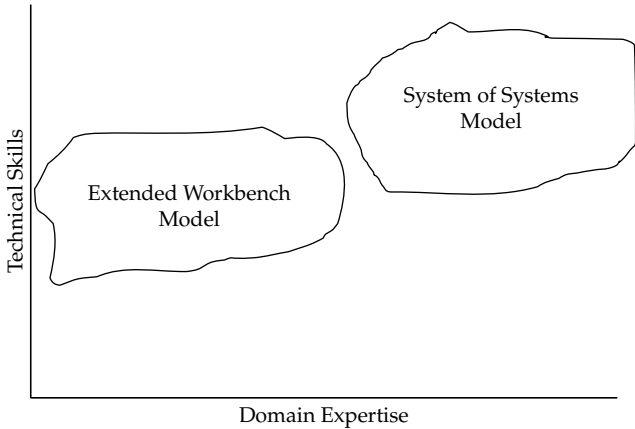 System of Systems
Model
Extended Workbench
Model
Technical Skills
Domain Expertise